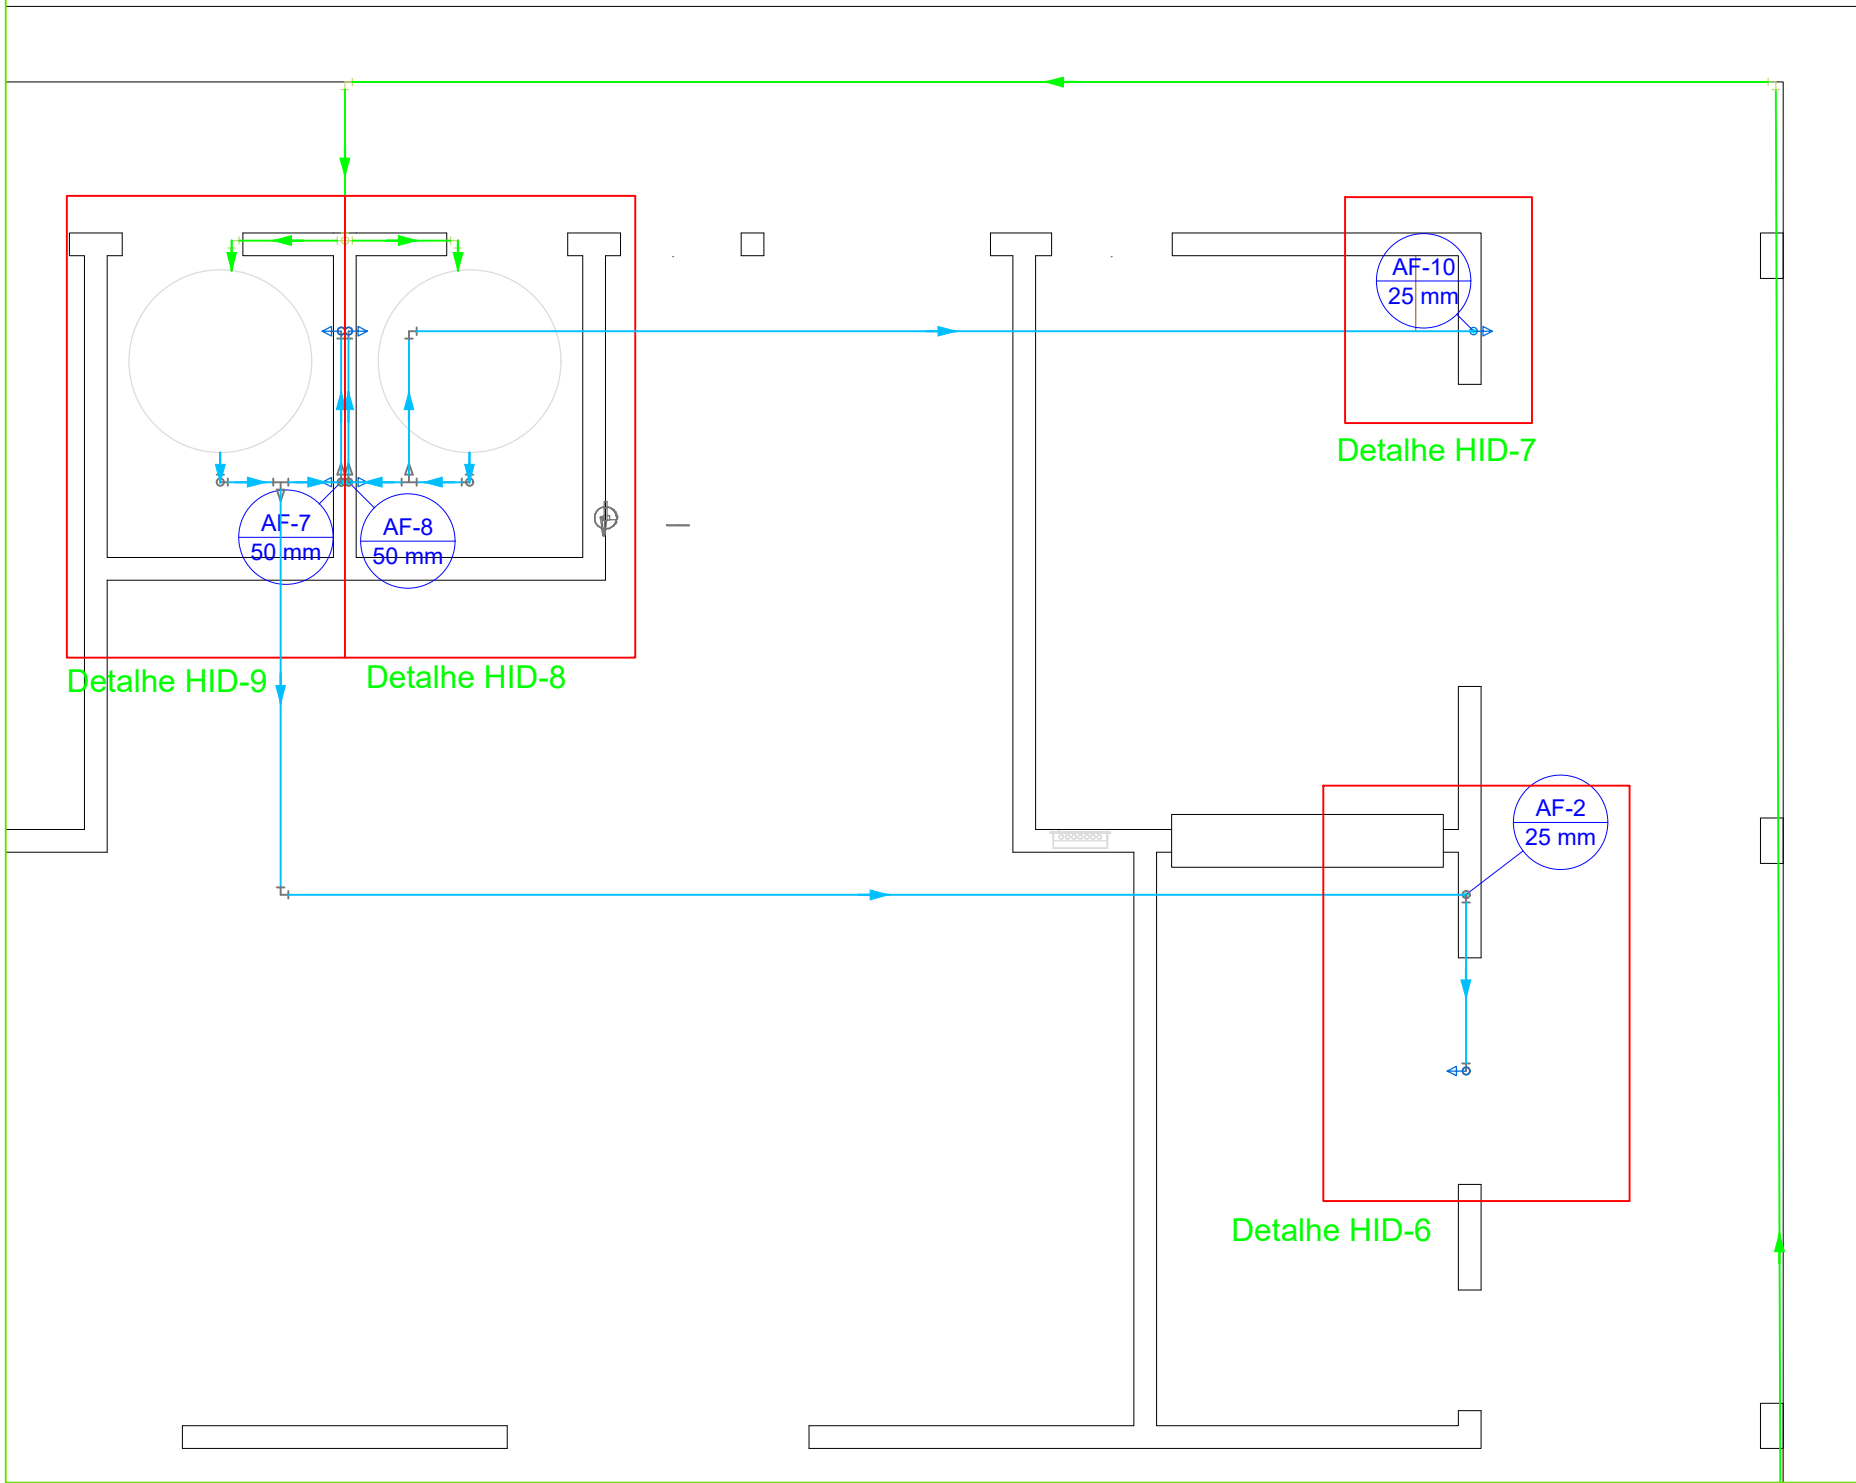 AF-10
25 mm
Detalhe HID-7
AF-7
50 mm
AF-8
50 mm
Detalhe HID-9
Detalhe HID-8
AF-2
25 mm
Detalhe HID-6